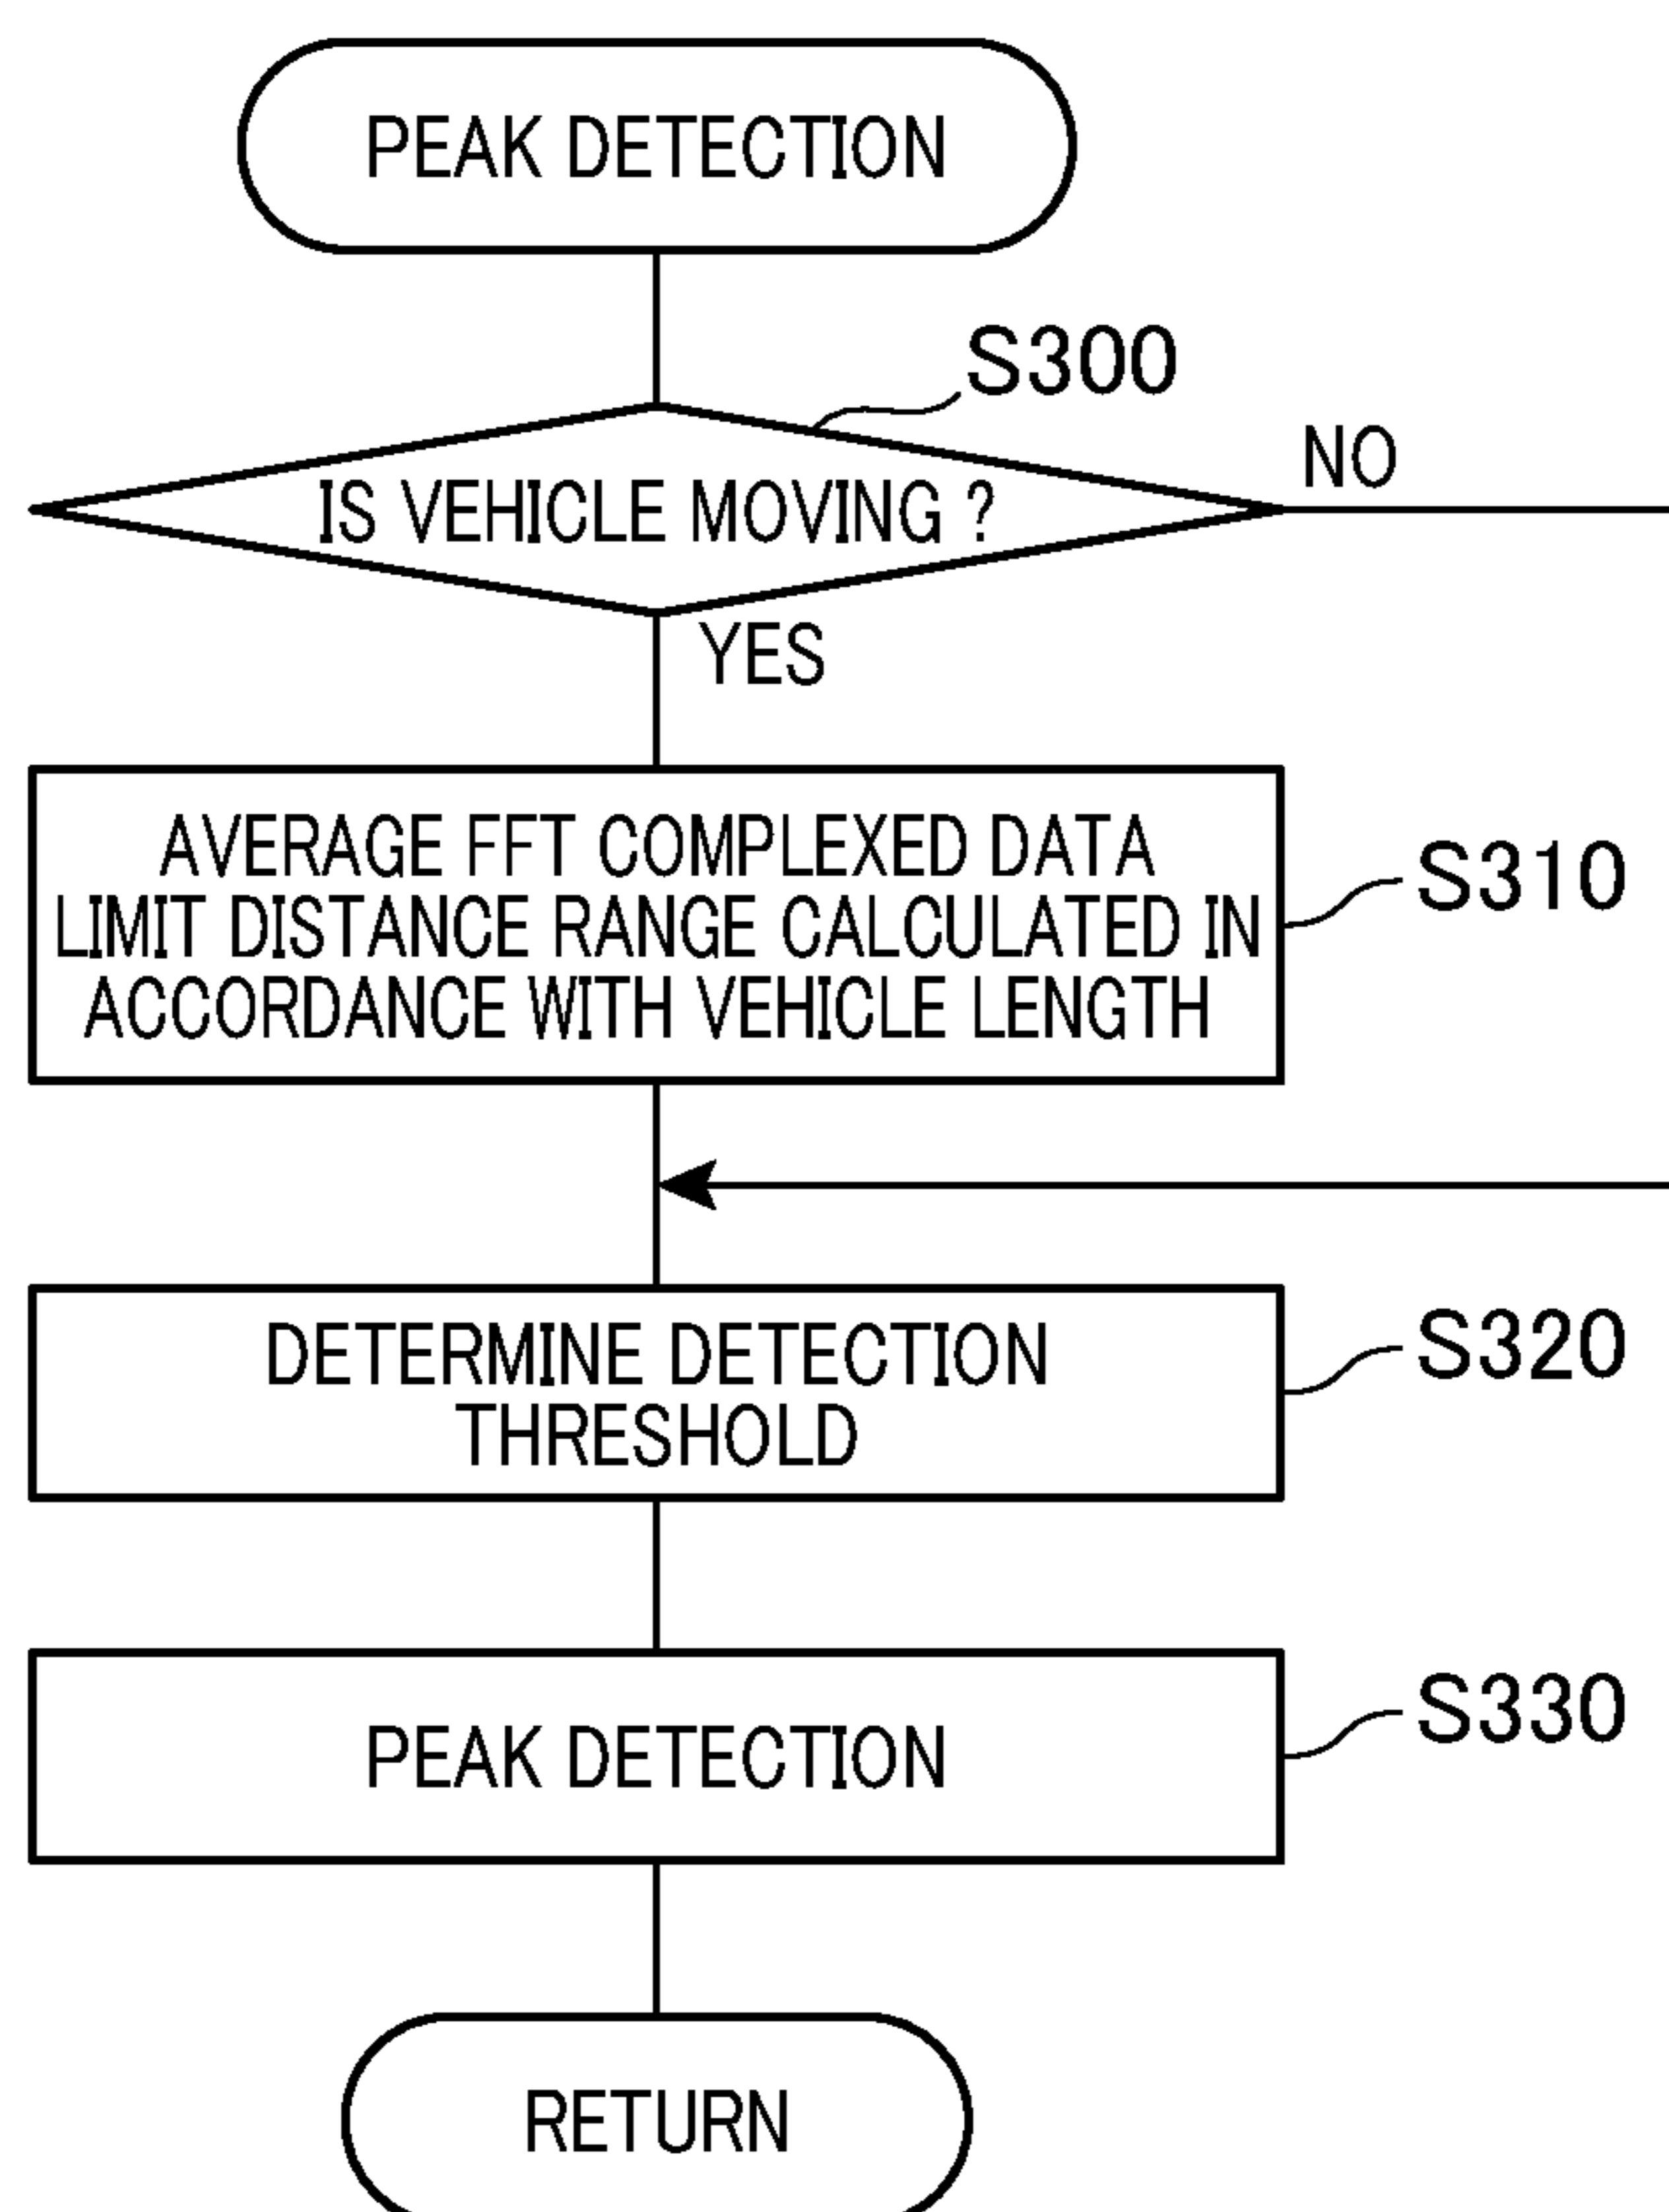 PEAK DETECTION
S300
IS VEHICLE MOVING ?
NO
YES
AVERAGE FFT COMPLEXED DATA
LIMIT DISTANCE RANGE CALCULATED IN
ACCORDANCE WITH VEHICLE LENGTH
S310
DETERMINE DETECTION
THRESHOLD
S320
PEAK DETECTION
S330
RETURN